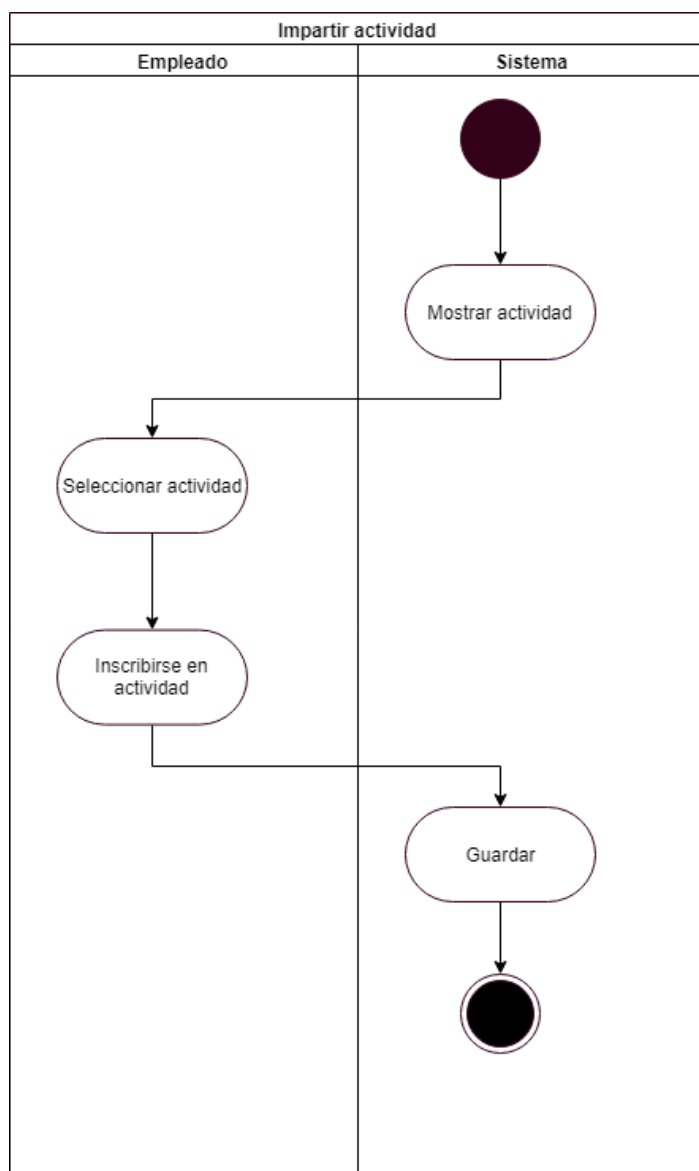 Impartir actividad
Empleado
Sistema
Mostrar actividad
Seleccionar actividad
Inscribirse en
actividad
Guardar